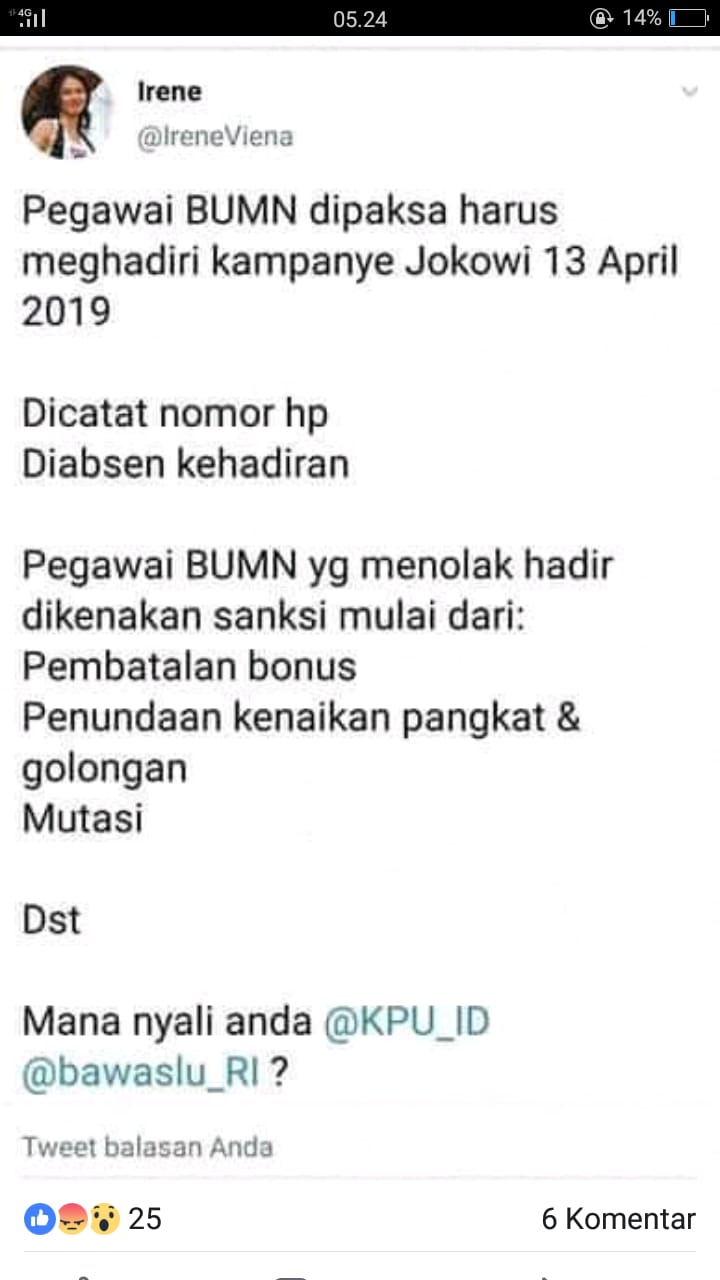 4G
05.24
14%
Irene
@IreneViena
Pegawai BUMN dipaksa harus
meghadiri kampanye Jokowi 13 April
2019
Dicatat nomor hp
Diabsen kehadiran
Pegawai BUMN yg menolak hadir
dikenakan sanksi mulai dari:
Pembatalan bonus
Penundaan kenaikan pangkat &
golongan
Mutasi
Dst
Mana nyali anda @KPU_ID
@bawaslu_RI ?
Tweet balasan Anda
25
6 Komentar